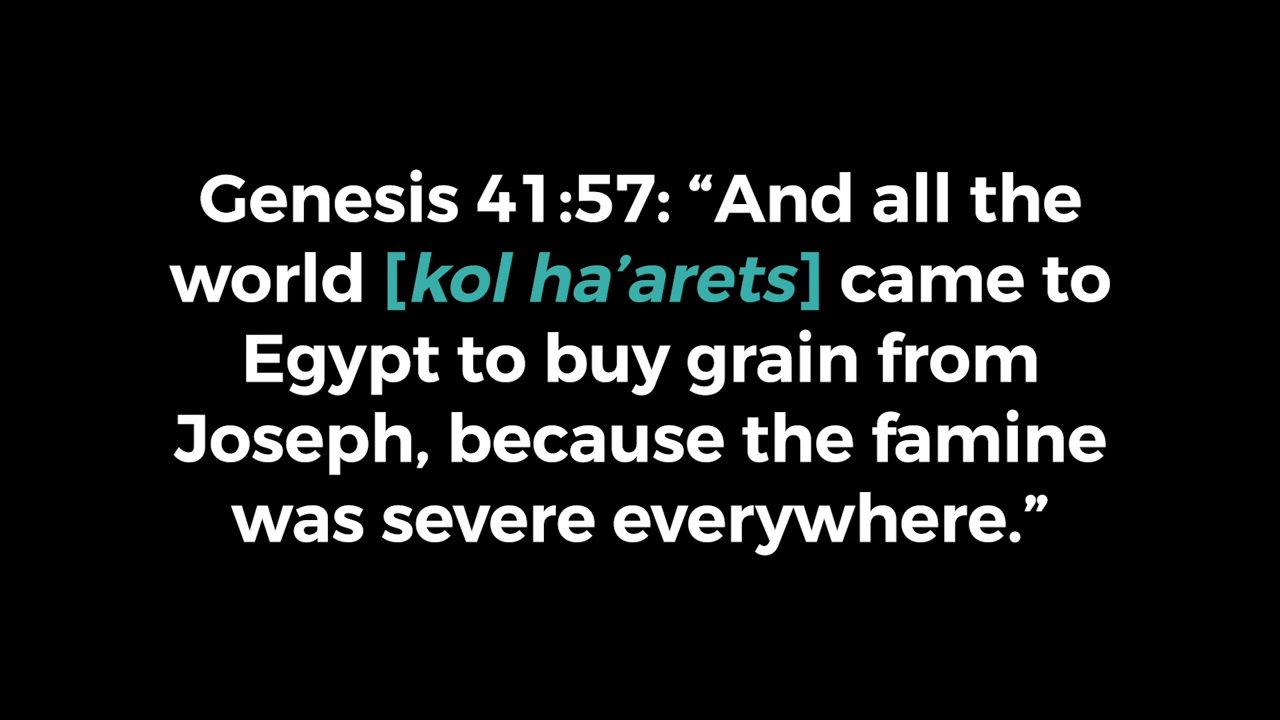 Genesis 41:57: “And all the
world [kol ha’arets] came to
Egypt to buy grain from
Joseph, because the famine
was severe everywhere.”